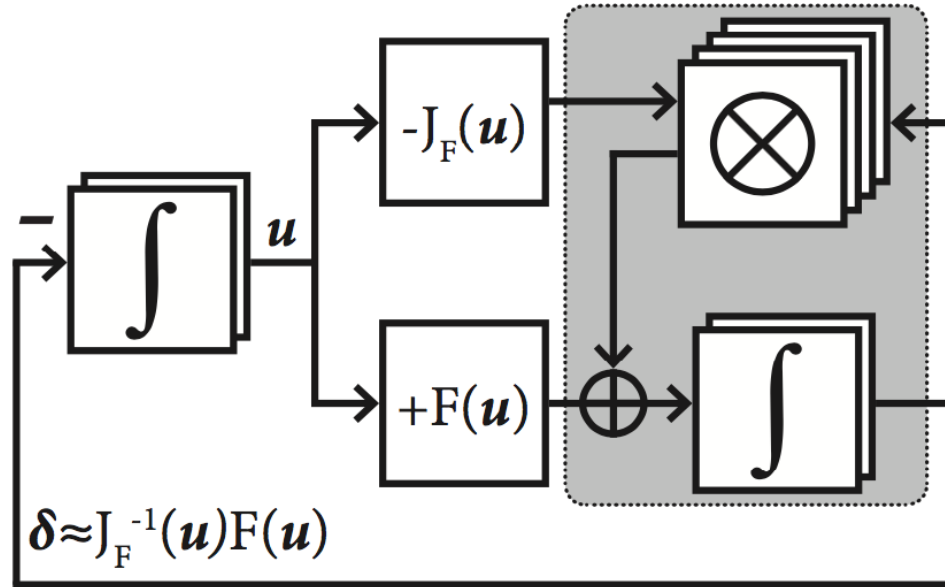 -J_F(u)
− ∫ u
+F(u) ∫
δ≈J_F^-1(u)F(u)